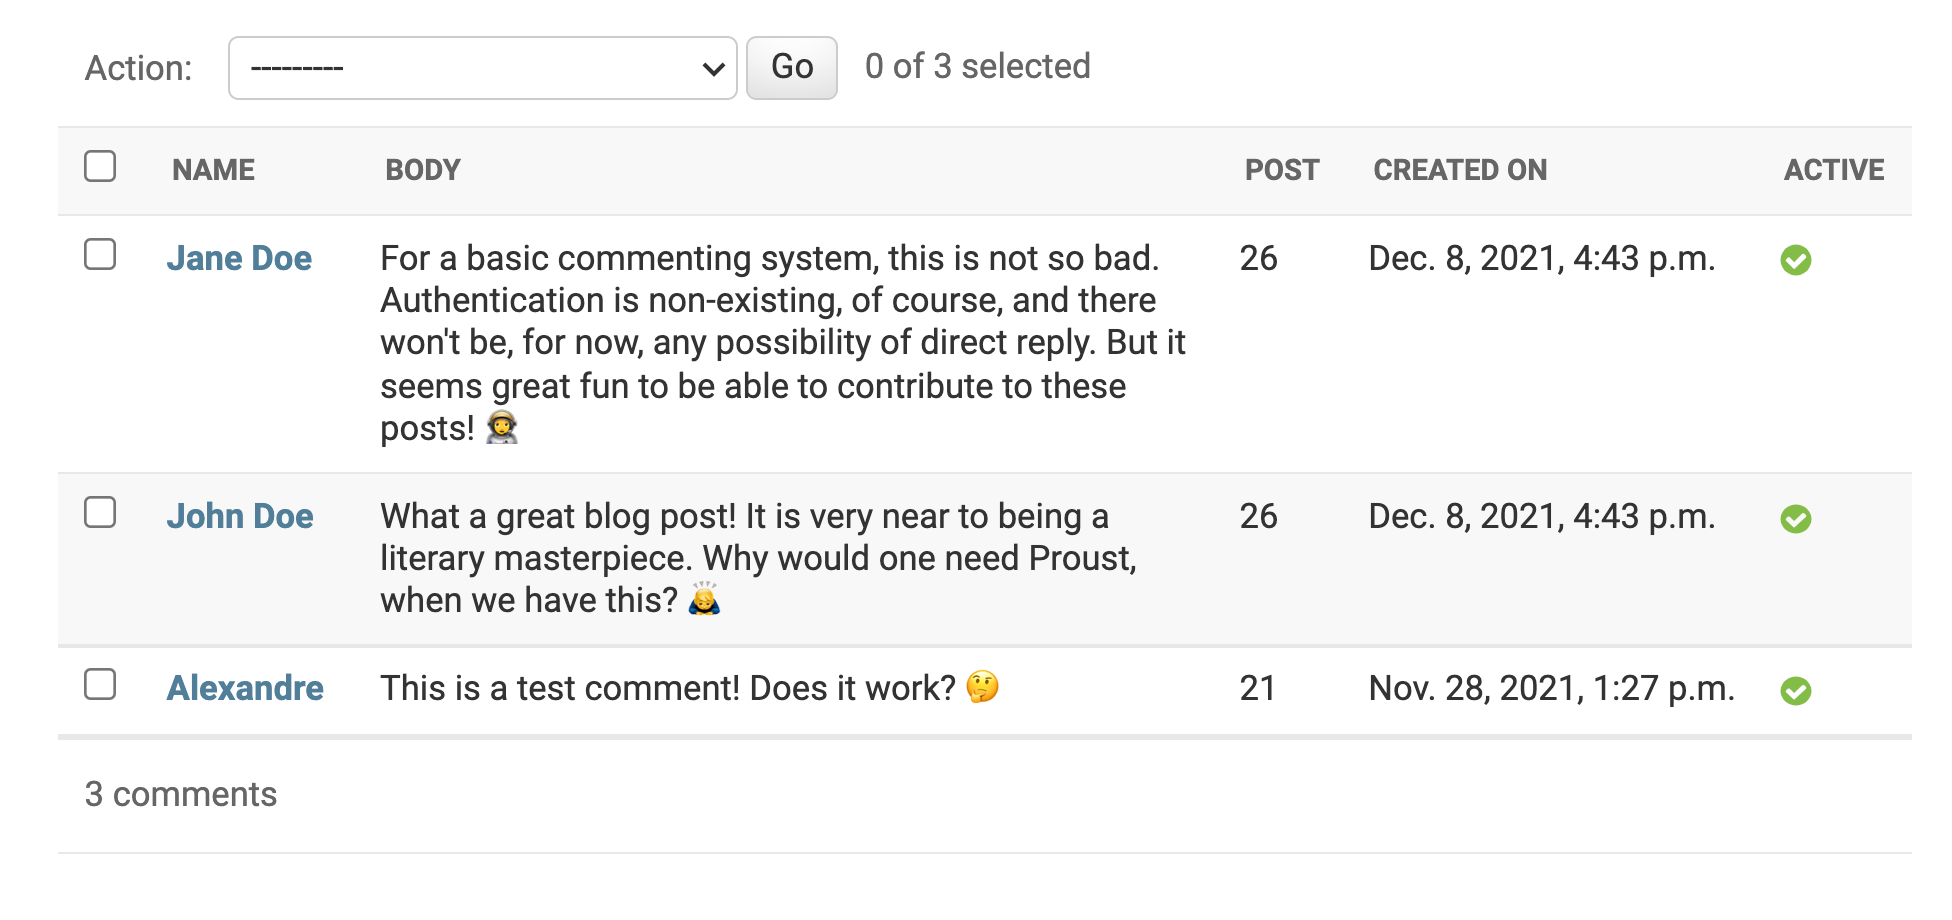 Action: --------- Go 0 of 3 selected
NAME BODY POST CREATED ON ACTIVE
Jane Doe For a basic commenting system, this is not so bad. 26 Dec. 8, 2021, 4:43 p.m.
Authentication is non-existing, of course, and there
won't be, for now, any possibility of direct reply. But it
seems great fun to be able to contribute to these
posts! 👩‍🚀
John Doe What a great blog post! It is very near to being a 26 Dec. 8, 2021, 4:43 p.m.
literary masterpiece. Why would one need Proust,
when we have this? 🙇
Alexandre This is a test comment! Does it work? 🤔 21 Nov. 28, 2021, 1:27 p.m.
3 comments